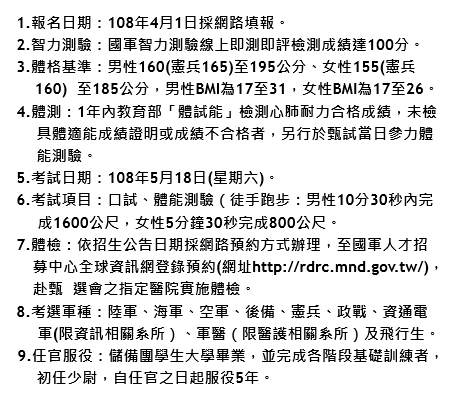 1.報名日期：108年4月1日採網路填報。
2.智力測驗：國軍智力測驗線上即測即評檢測成績達100分。
3.體格基準：男性160(憲兵165)至195公分、女性155(憲兵
160) 至185公分，男性BMI為17至31，女性BMI為17至26。
4.體測：1年內教育部「體試能」檢測心肺耐力合格成績，未檢
具體適能成績證明或成績不合格者，另行於甄試當日參力體
能測驗。
5.考試日期：108年5月18日(星期六)。
6.考試項目：口試、體能測驗（徒手跑步：男性10分30秒內完
成1600公尺，女性5分鐘30秒完成800公尺。
7.體檢：依招生公告日期採網路預約方式辦理，至國軍人才招
募中心全球資訊網登錄預約(網址http://rdrc.mnd.gov.tw/)，
赴甄 選會之指定醫院實施體檢。
8.考選軍種：陸軍、海軍、空軍、後備、憲兵、政戰、資通電
軍(限資訊相關系所）、軍醫（限醫護相關系所）及飛行生。
9.任官服役：儲備團學生大學畢業，並完成各階段基礎訓練者，
初任少尉，自任官之日起服役5年。